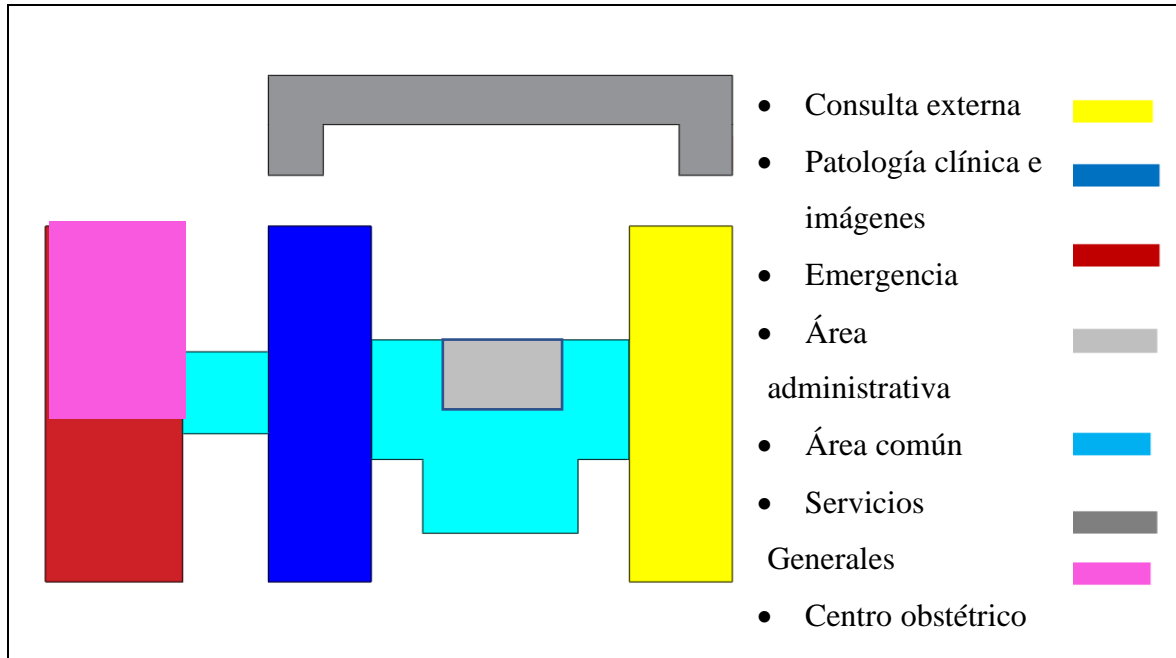 • Consulta externa
• Patología clínica e
imágenes
• Emergencia
• Área
administrativa
• Área común
• Servicios
Generales
• Centro obstétrico